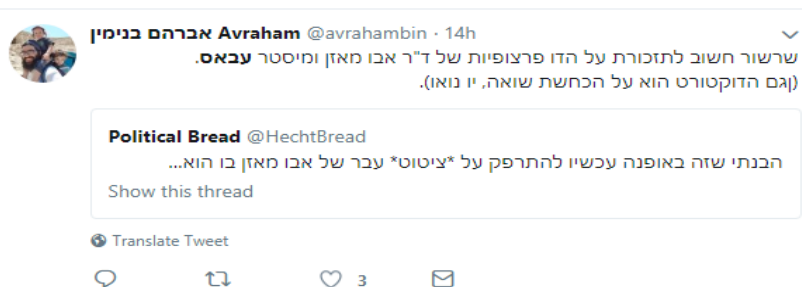 אברהם בנימין Avraham @avrahambin · 14h
שרשור חשוב לתזכורת על הדו פרצופיות של ד"ר אבו מאזן ומיסטר עבאס.
(וגם הדוקטורט הוא על הכחשת שואה, יו נואו).
Political Bread @HechtBread
הבנתי שזה באופנה עכשיו להתרפק על *ציטוט* עבר של אבו מאזן בו הוא...
Show this thread
Translate Tweet
3